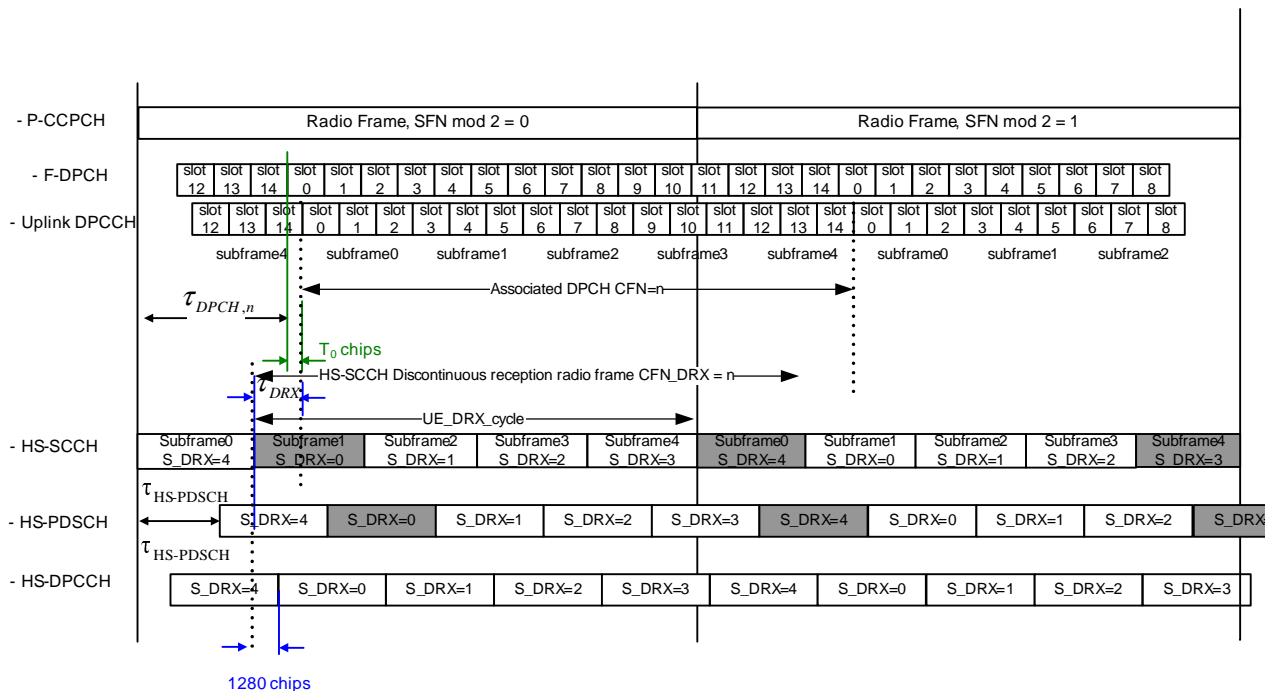 - P-CCPCH
Radio Frame, SFN mod 2 = 0
Radio Frame, SFN mod 2 = 1
- F-DPCH
slot 12 slot 13 slot 14 slot 0 slot 1 slot 2 slot 3 slot 4 slot 5 slot 6 slot 7 slot 8 slot 9 slot 10 slot 11 slot 12 slot 13 slot 14 slot 0 slot 1 slot 2 slot 3 slot 4 slot 5 slot 6 slot 7 slot 8
- Uplink DPCCH
slot 12 slot 13 slot 14 slot 0 slot 1 slot 2 slot 3 slot 4 slot 5 slot 6 slot 7 slot 8 slot 9 slot 10 slot 11 slot 12 slot 13 slot 14 slot 0 slot 1 slot 2 slot 3 slot 4 slot 5 slot 6 slot 7 slot 8
subframe4 subframe0 subframe1 subframe2 subframe3 subframe4 subframe0 subframe1 subframe2
Associated DPCH CFN=n
τDPCH,n
T0 chips
HS-SCCH Discontinuous reception radio frame CFN_DRX = n
τDRX
UE_DRX_cycle
- HS-SCCH
Subframe0 Subframe1 Subframe2 Subframe3 Subframe4 Subframe0 Subframe1 Subframe2 Subframe3 Subframe4
S_DRX=4 S_DRX=0 S_DRX=1 S_DRX=2 S_DRX=3 S_DRX=4 S_DRX=0 S_DRX=1 S_DRX=2 S_DRX=3
τHS-PDSCH
- HS-PDSCH
S_DRX=4 S_DRX=0 S_DRX=1 S_DRX=2 S_DRX=3 S_DRX=4 S_DRX=0 S_DRX=1 S_DRX=2 S_DRX=
τHS-PDSCH
- HS-DPCCH
S_DRX=4 S_DRX=0 S_DRX=1 S_DRX=2 S_DRX=3 S_DRX=4 S_DRX=0 S_DRX=1 S_DRX=2 S_DRX=3
1280 chips